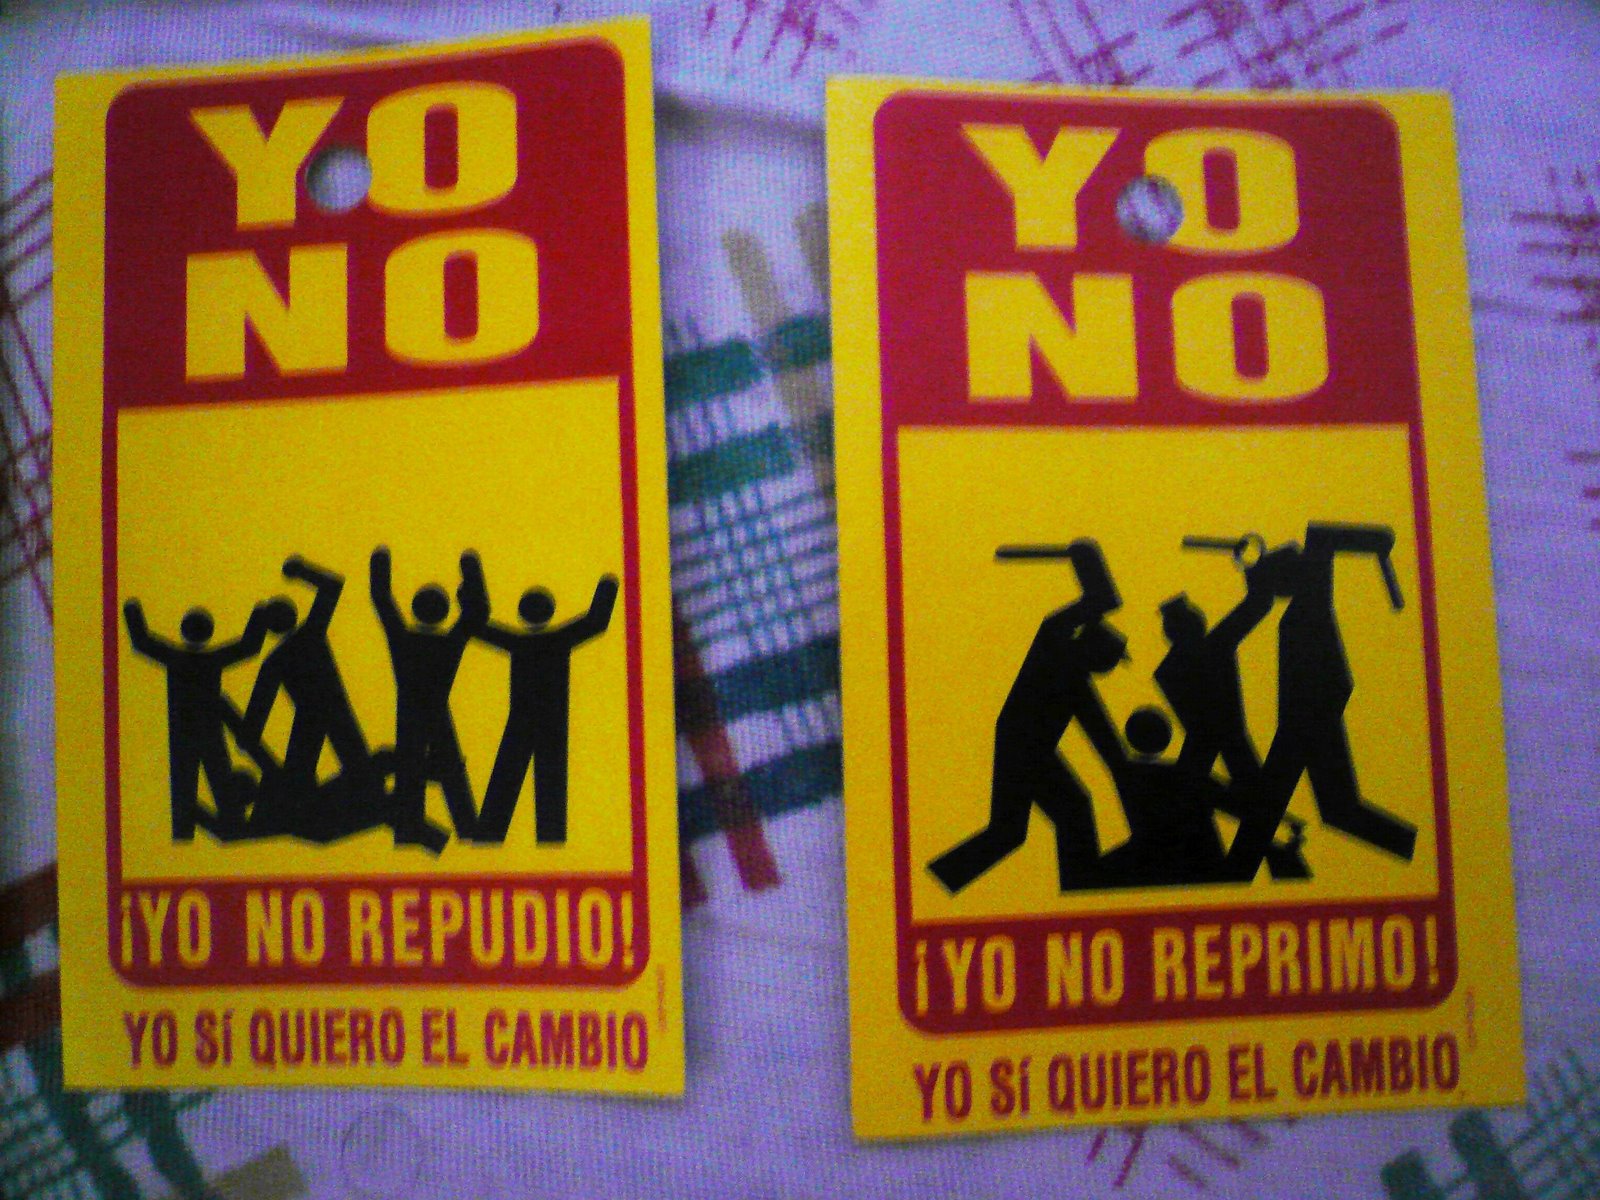 YO
NO
¡YO NO REPUDIO!
YO SÍ QUIERO EL CAMBIO
YO
NO
¡YO NO REPRIMO!
YO SÍ QUIERO EL CAMBIO